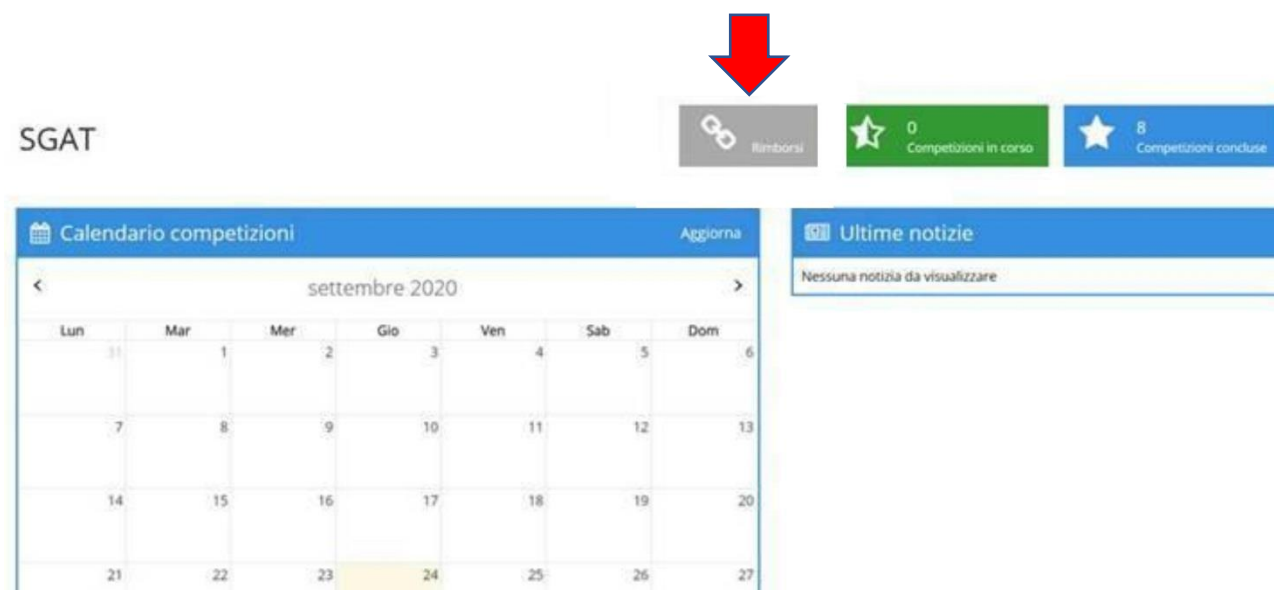 SGAT
Rimborsi
0
Competizioni in corso
8
Competizioni concluse
Calendario competizioni
Aggiorna
settembre 2020
Lun Mar Mer Gio Ven Sab Dom
31 1 2 3 4 5 6
7 8 9 10 11 12 13
14 15 16 17 18 19 20
21 22 23 24 25 26 27
Ultime notizie
Nessuna notizia da visualizzare